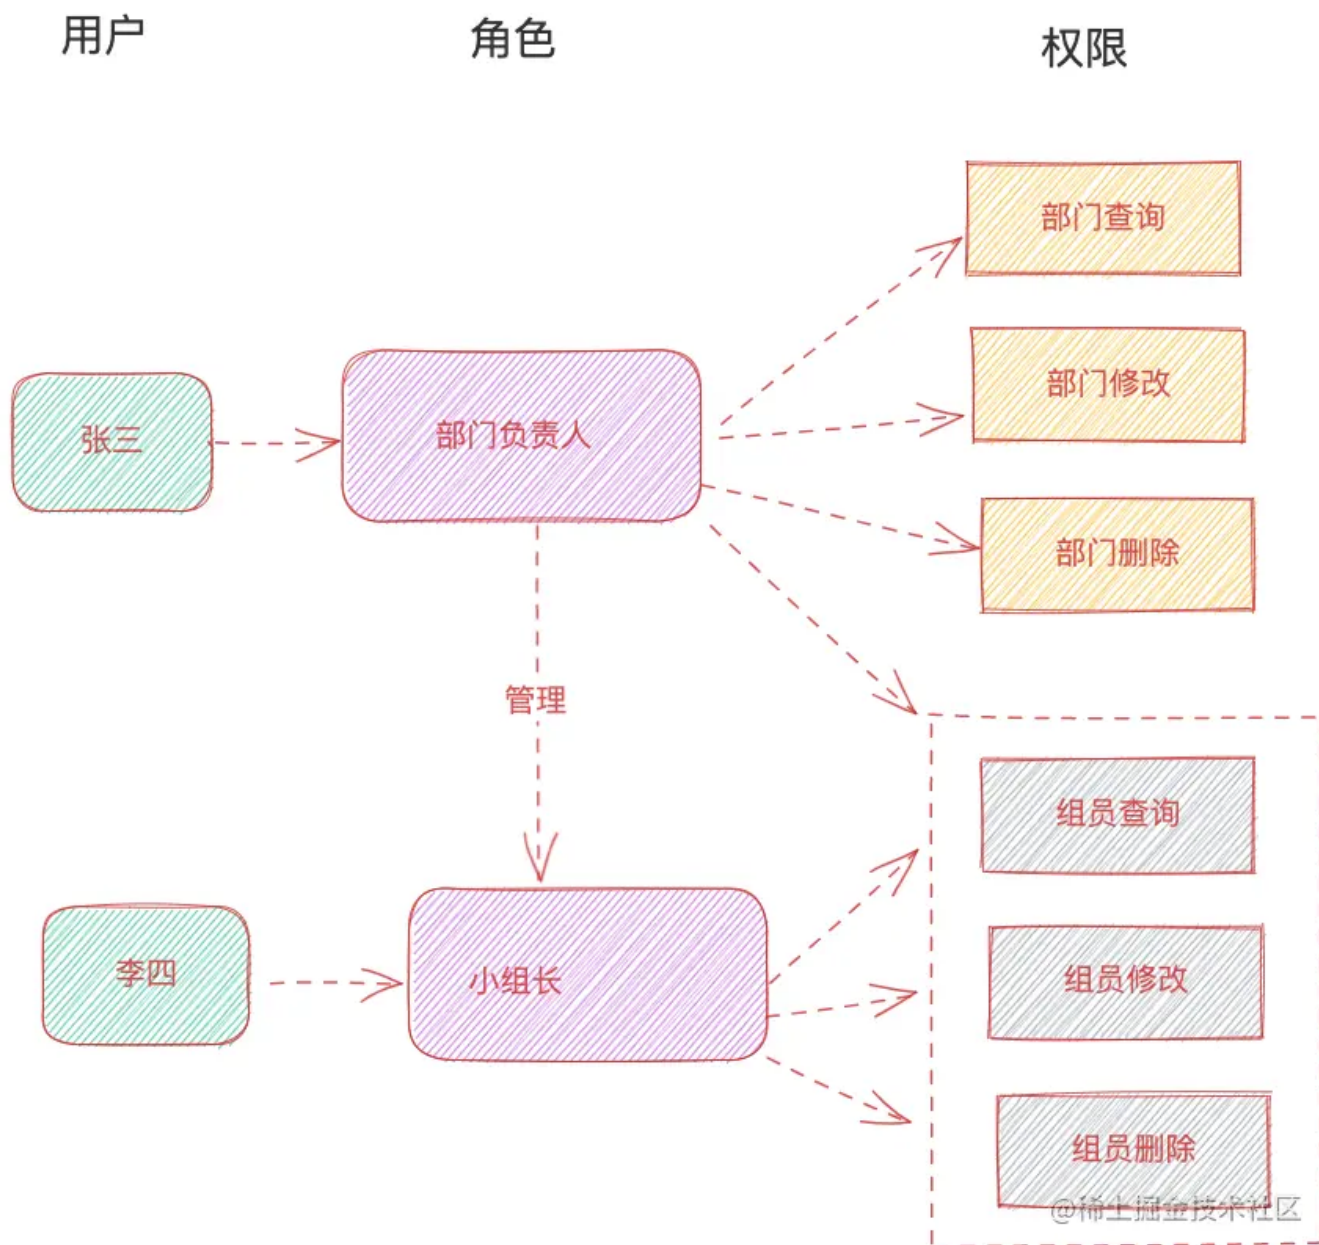 用户
角色
权限
部门查询
部门修改
张三
部门负责人
部门删除
管理
组员查询
李四
小组长
组员修改
组员删除
@稀土掘金技术社区